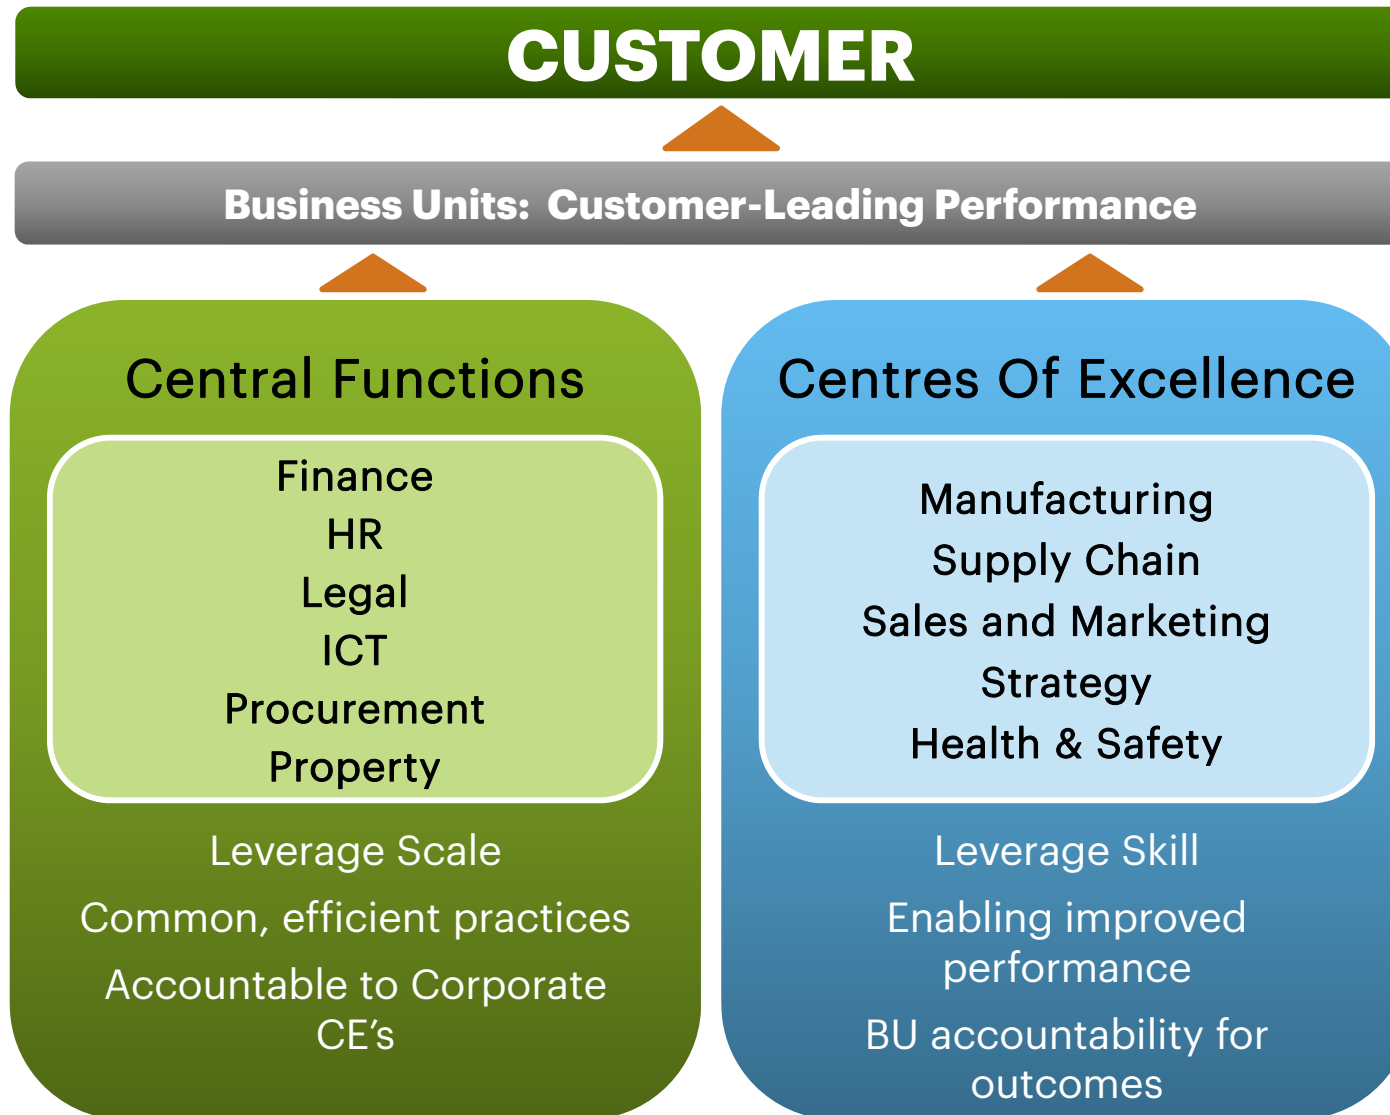 CUSTOMER
Business Units:  Customer-Leading Performance
Central Functions
Finance
HR
Legal
ICT
Procurement
Property
Leverage Scale
Common, efficient practices
Accountable to Corporate
CE’s
Centres Of Excellence
Manufacturing
Supply Chain
Sales and Marketing
Strategy
Health & Safety
Leverage Skill
Enabling improved
performance
BU accountability for
outcomes